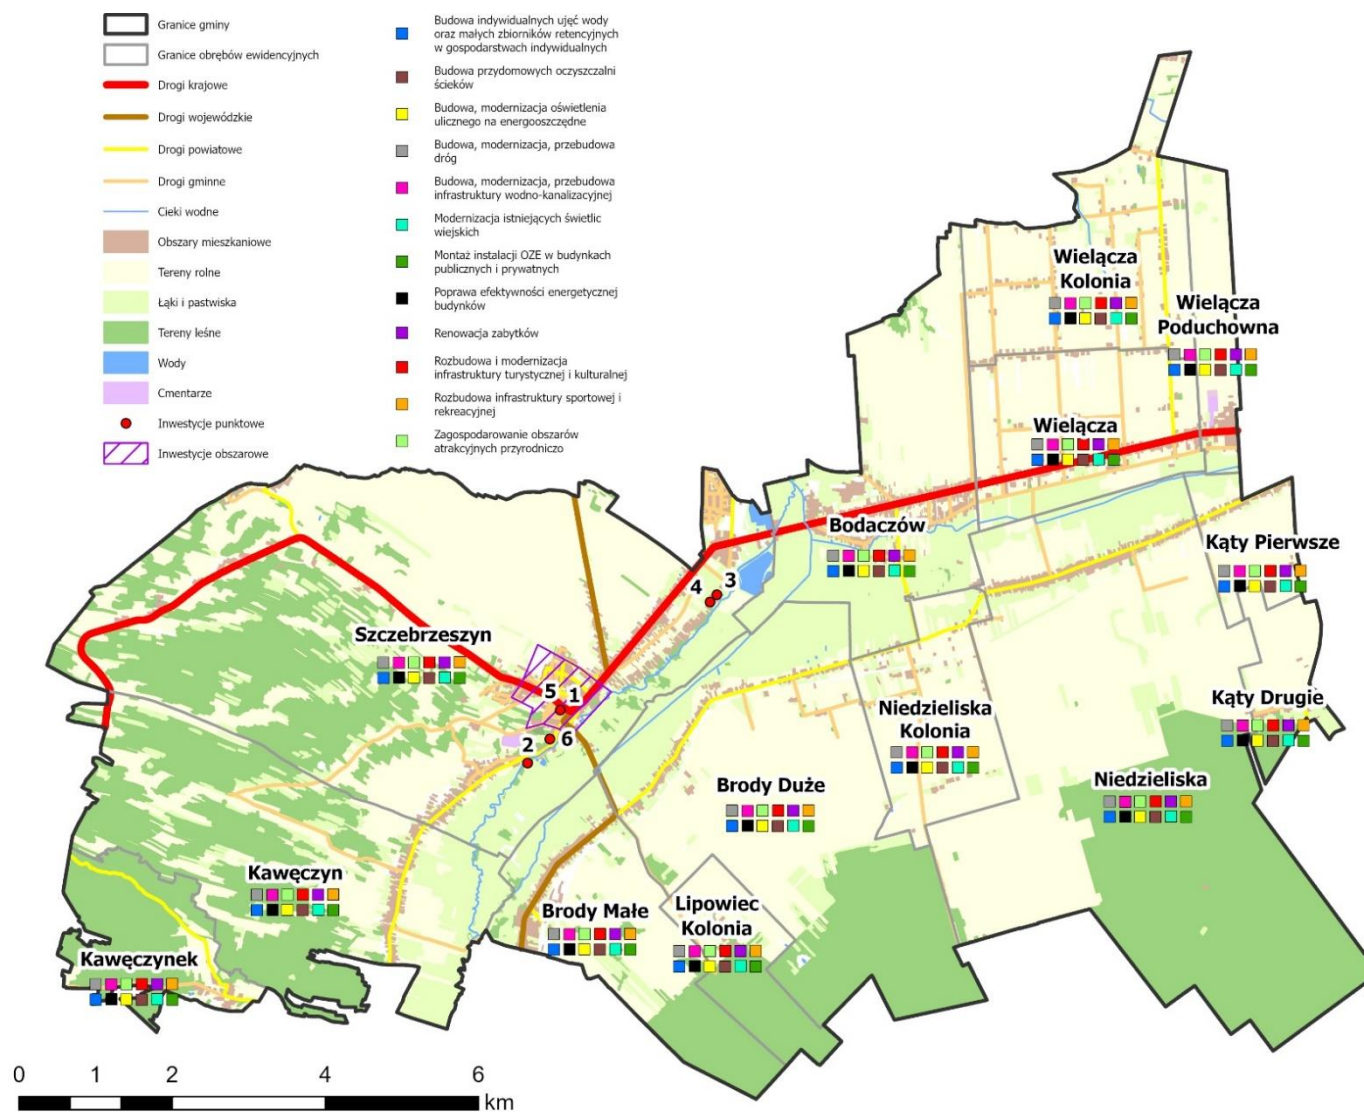 Granice gminy
Granice obrębów ewidencyjnych
Drogi krajowe
Drogi wojewódzkie
Drogi powiatowe
Drogi gminne
Cieki wodne
Obszary mieszkaniowe
Tereny rolne
Łąki i pastwiska
Tereny leśne
Wody
Cmentarze
Inwestycje punktowe
Inwestycje obszarowe
Budowa indywidualnych ujęć wody
oraz małych zbiorników retencyjnych
w gospodarstwach indywidualnych
Budowa przydomowych oczyszczalni
ścieków
Budowa, modernizacja oświetlenia
ulicznego na energooszczędne
Budowa, modernizacja, przebudowa
dróg
Budowa, modernizacja, przebudowa
infrastruktury wodno-kanalizacyjnej
Modernizacja istniejących świetlic
wiejskich
Montaż instalacji OZE w budynkach
publicznych i prywatnych
Poprawa efektywności energetycznej
budynków
Renowacja zabytków
Rozbudowa i modernizacja
infrastruktury turystycznej i kulturalnej
Rozbudowa infrastruktury sportowej i
rekreacyjnej
Zagospodarowanie obszarów
atrakcyjnych przyrodniczo
Wielącza
Kolonia
Wielącza
Poduchowna
Wielącza
Bodaczów
Kąty Pierwsze
4 3
Szczebrzeszyn
5 1
2 6
Niedzieliska
Kolonia
Kąty Drugie
Niedzieliska
Brody Duże
Kawęczyn
Brody Małe
Lipowiec
Kolonia
Kawęczynek
0 1 2 4 6
km